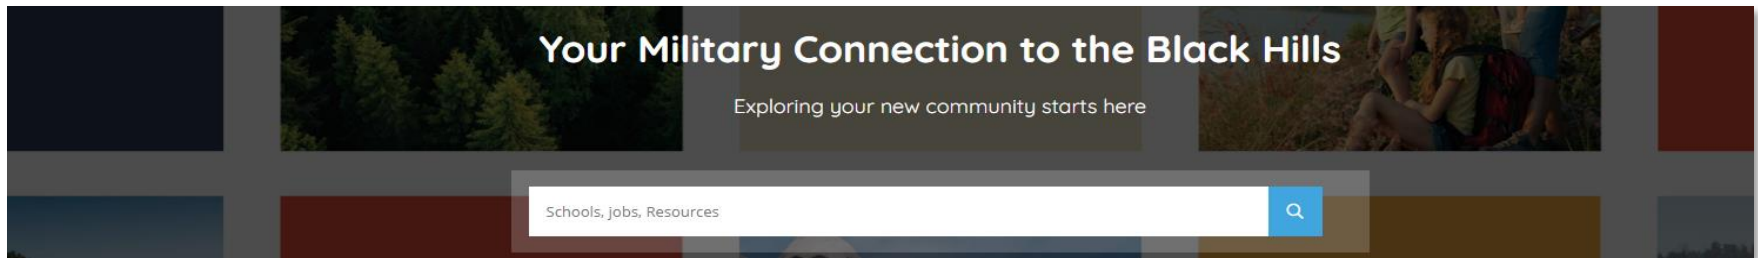 Your Military Connection to the Black Hills
Exploring your new community starts here
Schools, jobs, Resources